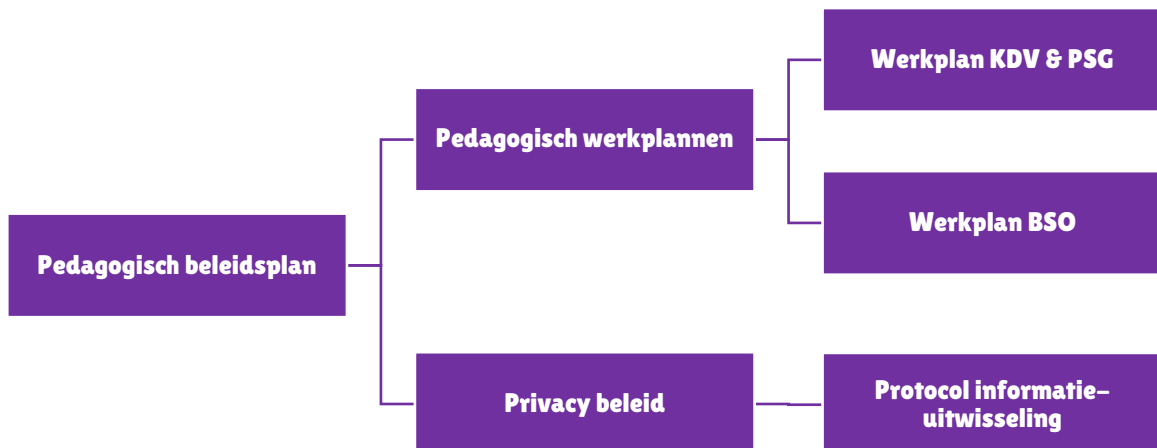 Pedagogisch beleidsplan
Pedagogisch werkplannen
Werkplan KDV & PSG
Werkplan BSO
Privacy beleid
Protocol informatie-
uitwisseling